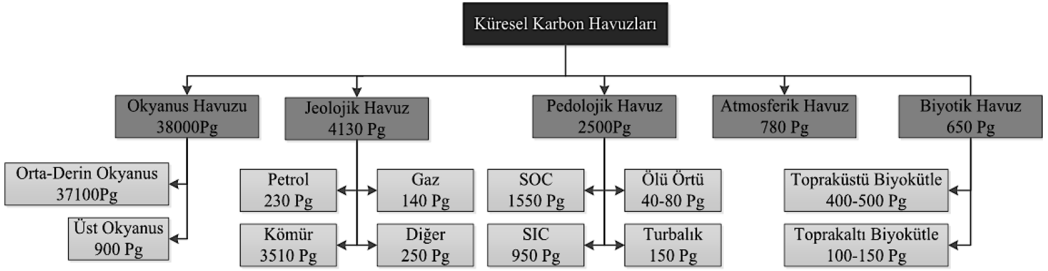 Küresel Karbon Havuzları
Okyanus Havuzu
38000Pg
Jeolojik Havuz
4130 Pg
Pedolojik Havuz
2500Pg
Atmosferik Havuz
780 Pg
Biyotik Havuz
650 Pg
Orta-Derin Okyanus
37100Pg
Üst Okyanus
900 Pg
Petrol
230 Pg
Gaz
140 Pg
Kömür
3510 Pg
Diğer
250 Pg
SOC
1550 Pg
Ölü Örtü
40-80 Pg
SIC
950 Pg
Turbalık
150 Pg
Topraküstü Biyokütle
400-500 Pg
Toprakaltı Biyokütle
100-150 Pg